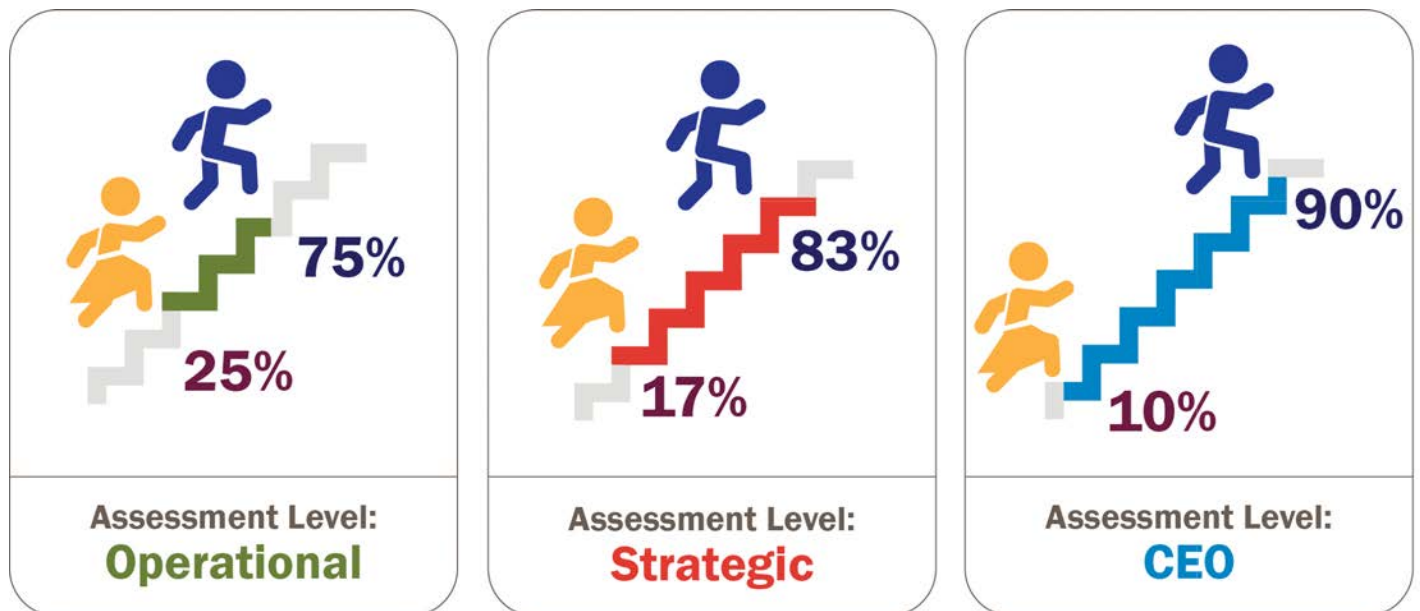 75%
25%
Assessment Level:
Operational
83%
17%
Assessment Level:
Strategic
90%
10%
Assessment Level:
CEO